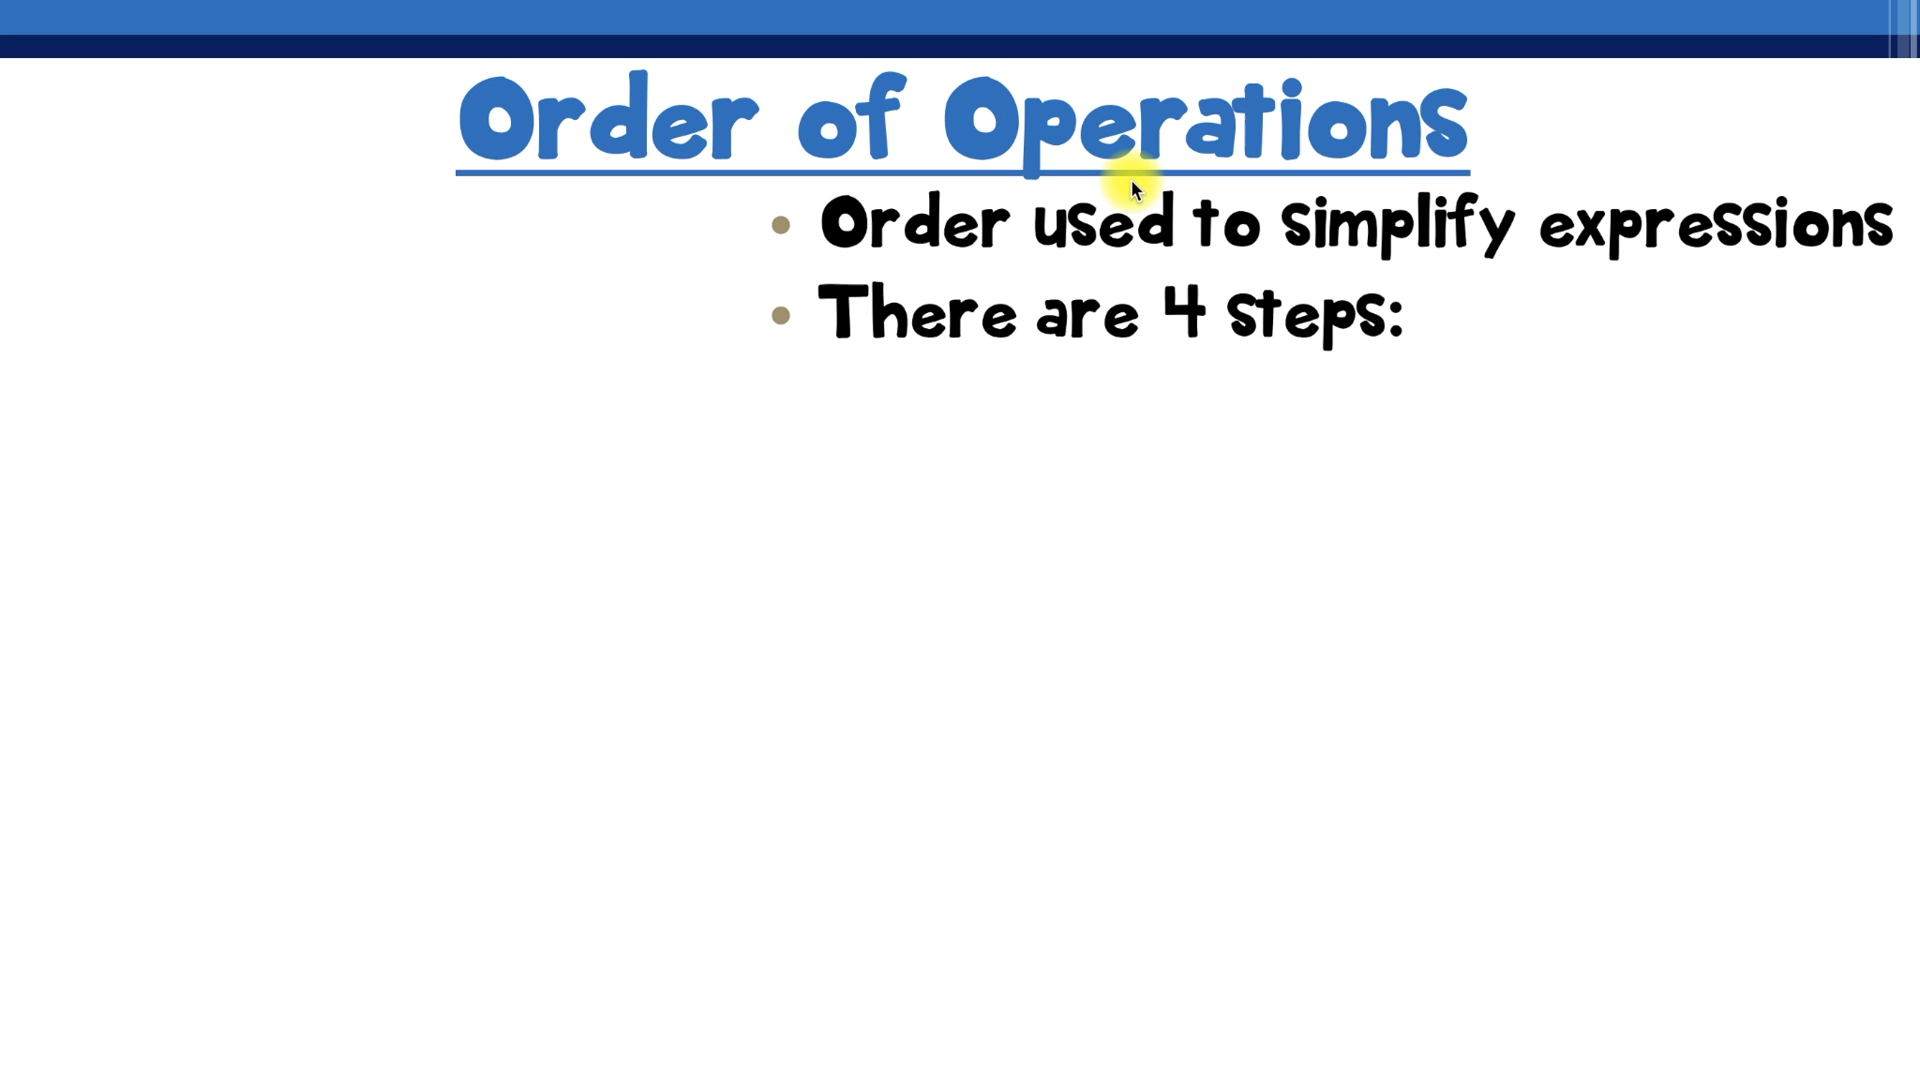 Order of Operations
• Order used to simplify expressions
• There are 4 steps: